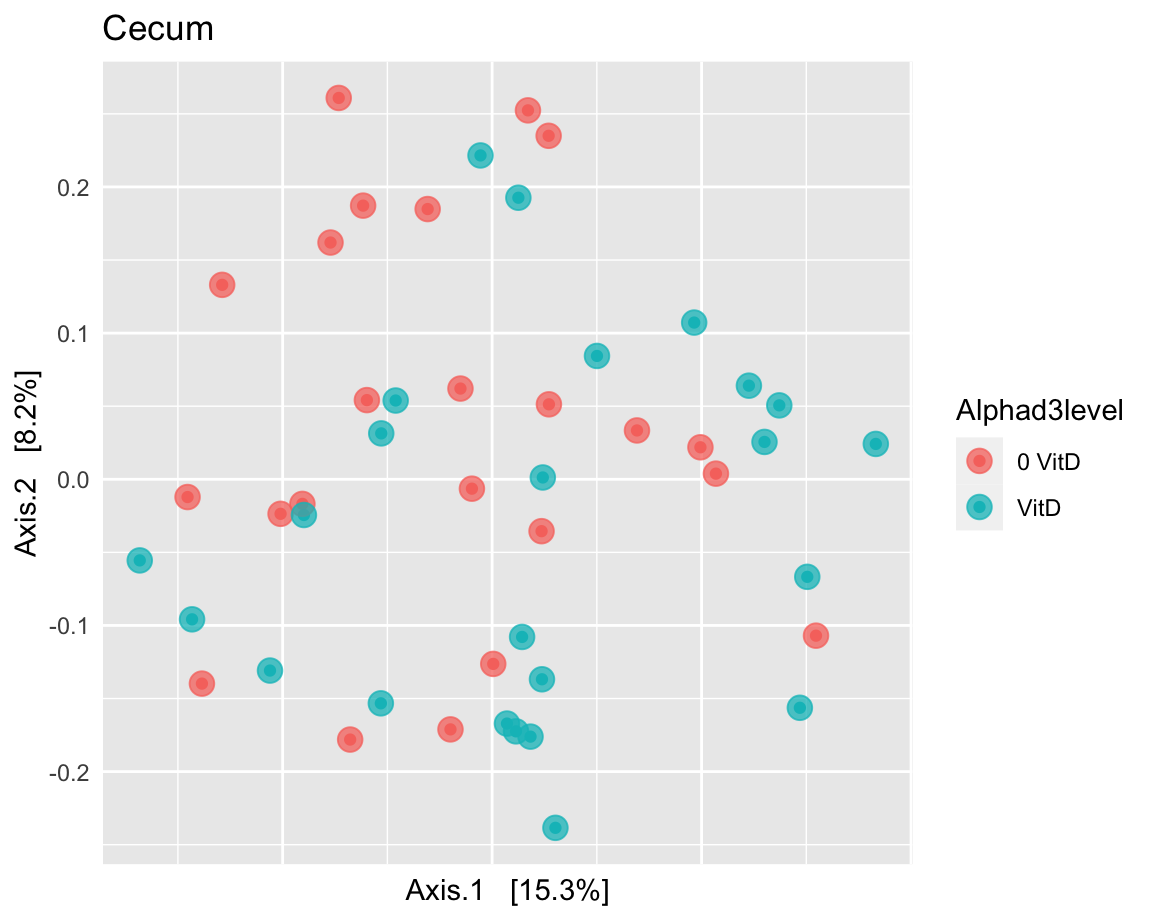 Cecum
0.2
0.1
0.0
-0.1
-0.2
Axis.2 [8.2%]
Axis.1 [15.3%]
Alphad3level
0 VitD
VitD